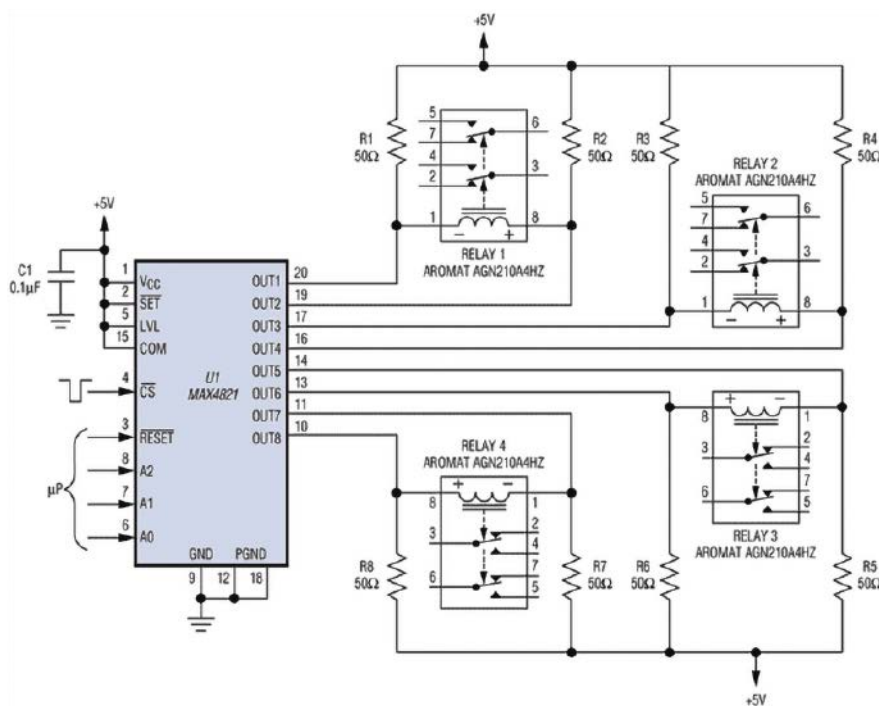 +5V
R1
50Ω
5
7
4
2
6
3
1
8
−
+
RELAY 1
AROMAT AGN210A4HZ
R2
50Ω
R3
50Ω
RELAY 2
AROMAT AGN210A4HZ
5
7
4
2
6
3
1
8
−
+
R4
50Ω
+5V
C1
0.1µF
1
VCC
2
SET
5
LVL
15
COM
4
CS
3
RESET
8
A2
7
A1
6
A0
µP
U1
MAX4821
OUT1
20
OUT2
19
OUT3
17
OUT4
16
OUT5
14
OUT6
13
OUT7
11
OUT8
10
GND
PGND
9
12
18
RELAY 4
AROMAT AGN210A4HZ
+
−
8
1
3
6
2
4
7
5
R8
50Ω
R7
50Ω
R6
50Ω
+
−
8
1
3
6
2
4
7
5
RELAY 3
AROMAT AGN210A4HZ
R5
50Ω
+5V